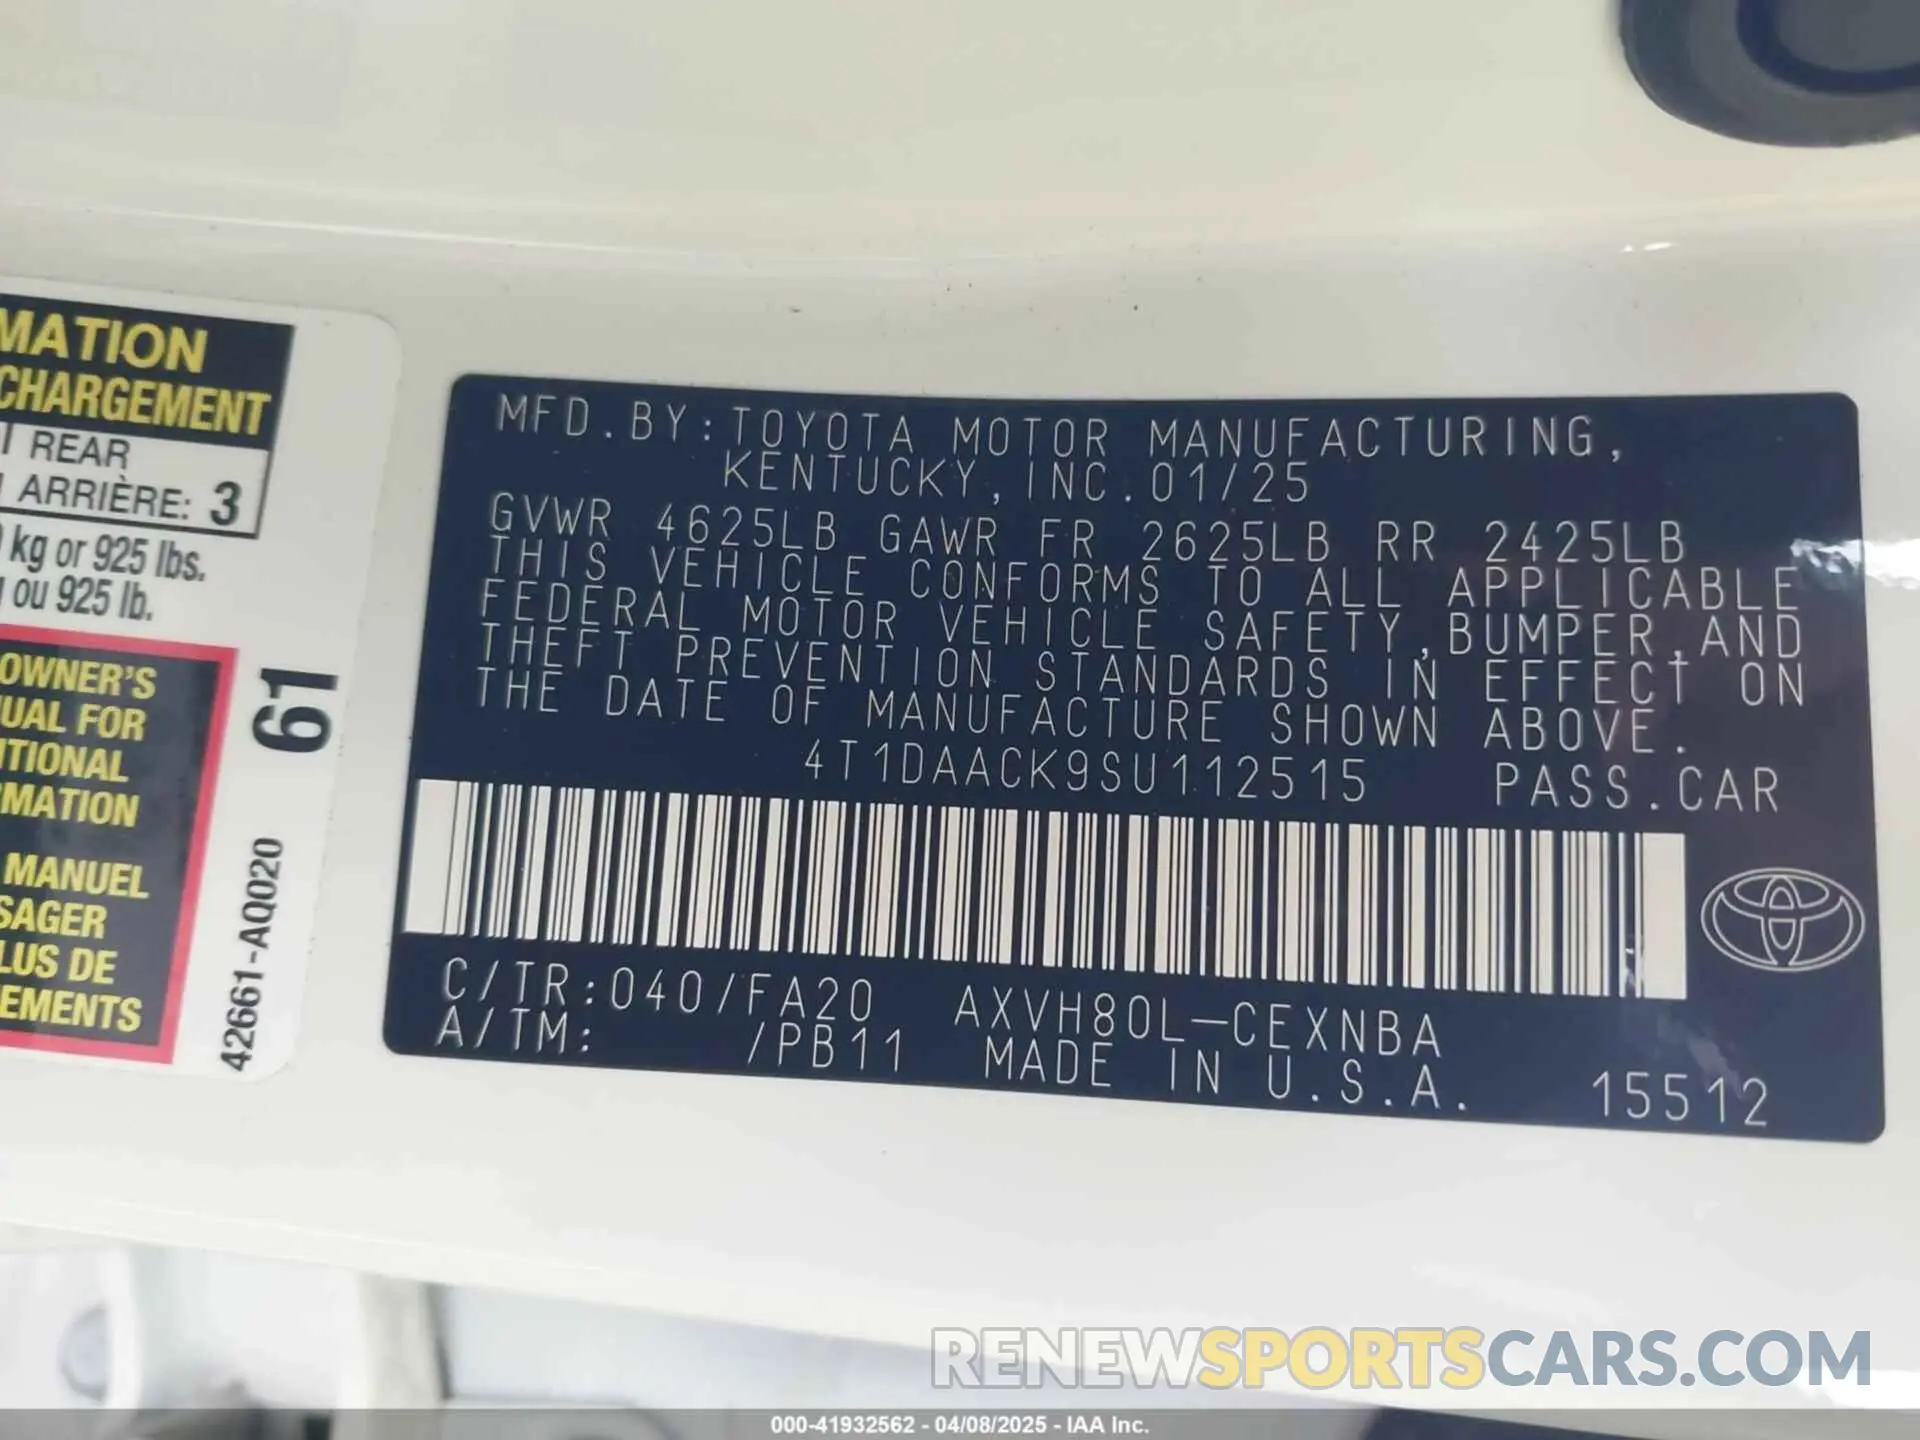 MATION
CHARGEMENT
REAR
ARRIÈRE: 3
kg or 925 lbs.
ou 925 lb.
OWNER'S
UAL FOR
ITIONAL
MATION
MANUEL
SAGER
LUS DE
EMENTS
61
42661-AQ020
MFD.BY:TOYOTA MOTOR MANUFACTURING,
KENTUCKY,INC.01/25
GVWR 4625LB GAWR FR 2625LB RR 2425LB
THIS VEHICLE CONFORMS TO ALL APPLICABLE
FEDERAL MOTOR VEHICLE SAFETY,BUMPER,AND
THEFT PREVENTION STANDARDS IN EFFECT ON
THE DATE OF MANUFACTURE SHOWN ABOVE.
4T1DAACK9SU112515 PASS.CAR
C/TR:040/FA20 AXVH80L-CEXNBA
A/TM: /PB11 MADE IN U.S.A. 15512
RENEWSPORTSCARS.COM
000-41932562 - 04/08/2025 - IAA Inc.